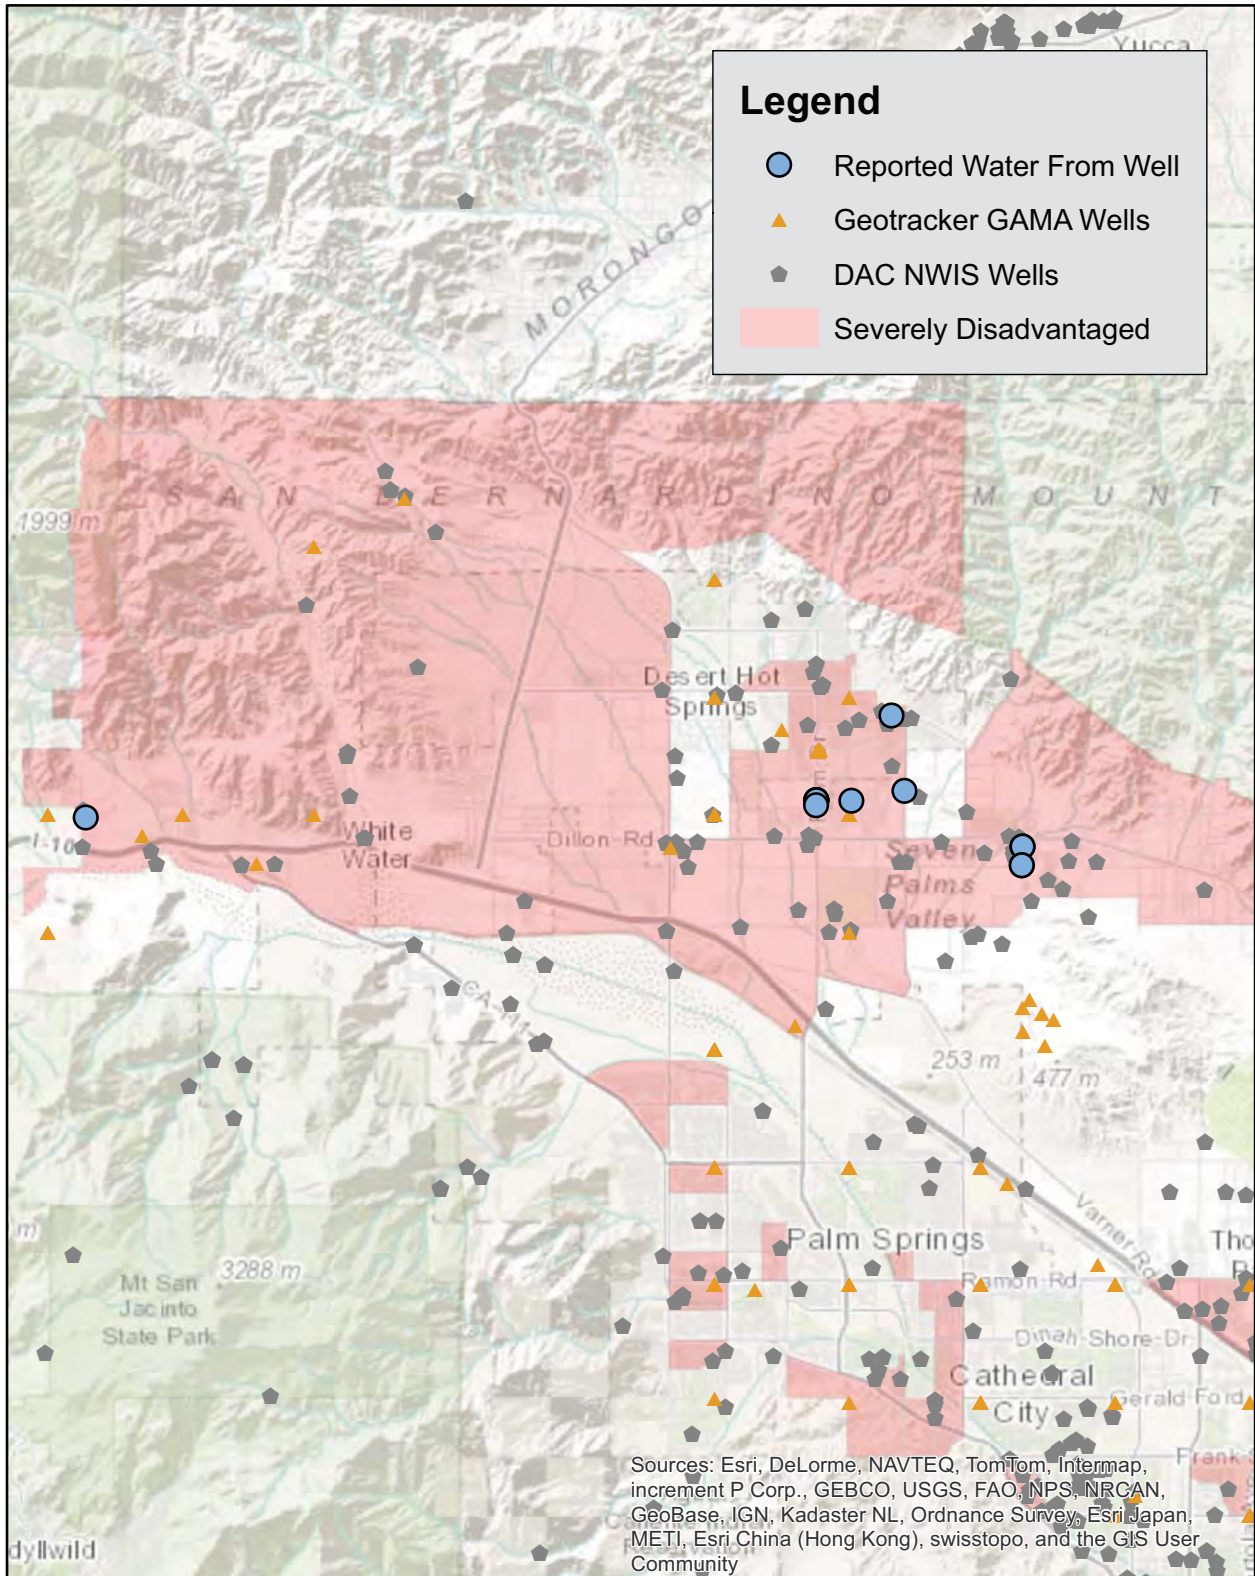 Yucca
Legend
Reported Water From Well
Geotracker GAMA Wells
DAC NWIS Wells
Severely Disadvantaged
MORONGO
SAN BERNARDINO MOUNT
1999 m
Desert Hot
Springs
I-10
White
Water
Dillon Rd
Seven
Palms
Valley
253 m
477 m
Varner Rd
m
Palm Springs
Tho
3288 m
Ramon Rd
Mt San
Jacinto
State Park
Dinah Shore Dr
Cathedral
City
Gerald Ford
Frank
Sources: Esri, DeLorme, NAVTEQ, TomTom, Intermap,
increment P Corp., GEBCO, USGS, FAO, NPS, NRCAN,
GeoBase, IGN, Kadaster NL, Ordnance Survey, Esri Japan,
METI, Esri China (Hong Kong), swisstopo, and the GIS User
Community
dyllwild